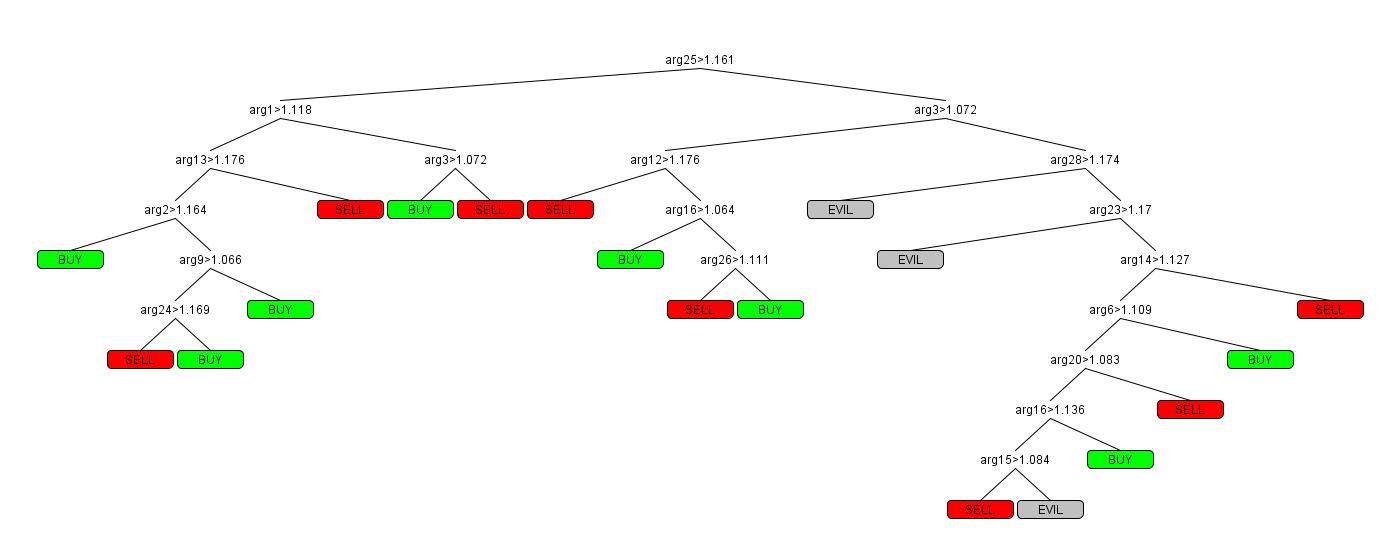 arg25>1.161
arg1>1.118 arg3>1.072
arg13>1.176 arg3>1.072 arg12>1.176 arg28>1.174
arg2>1.164 SELL BUY SELL SELL arg16>1.064 EVIL arg23>1.17
BUY arg9>1.066 BUY arg26>1.111 EVIL arg14>1.127
arg24>1.169 BUY SELL BUY arg6>1.109 SELL
SELL BUY arg20>1.083 BUY
arg16>1.136 SELL
arg15>1.084 BUY
SELL EVIL